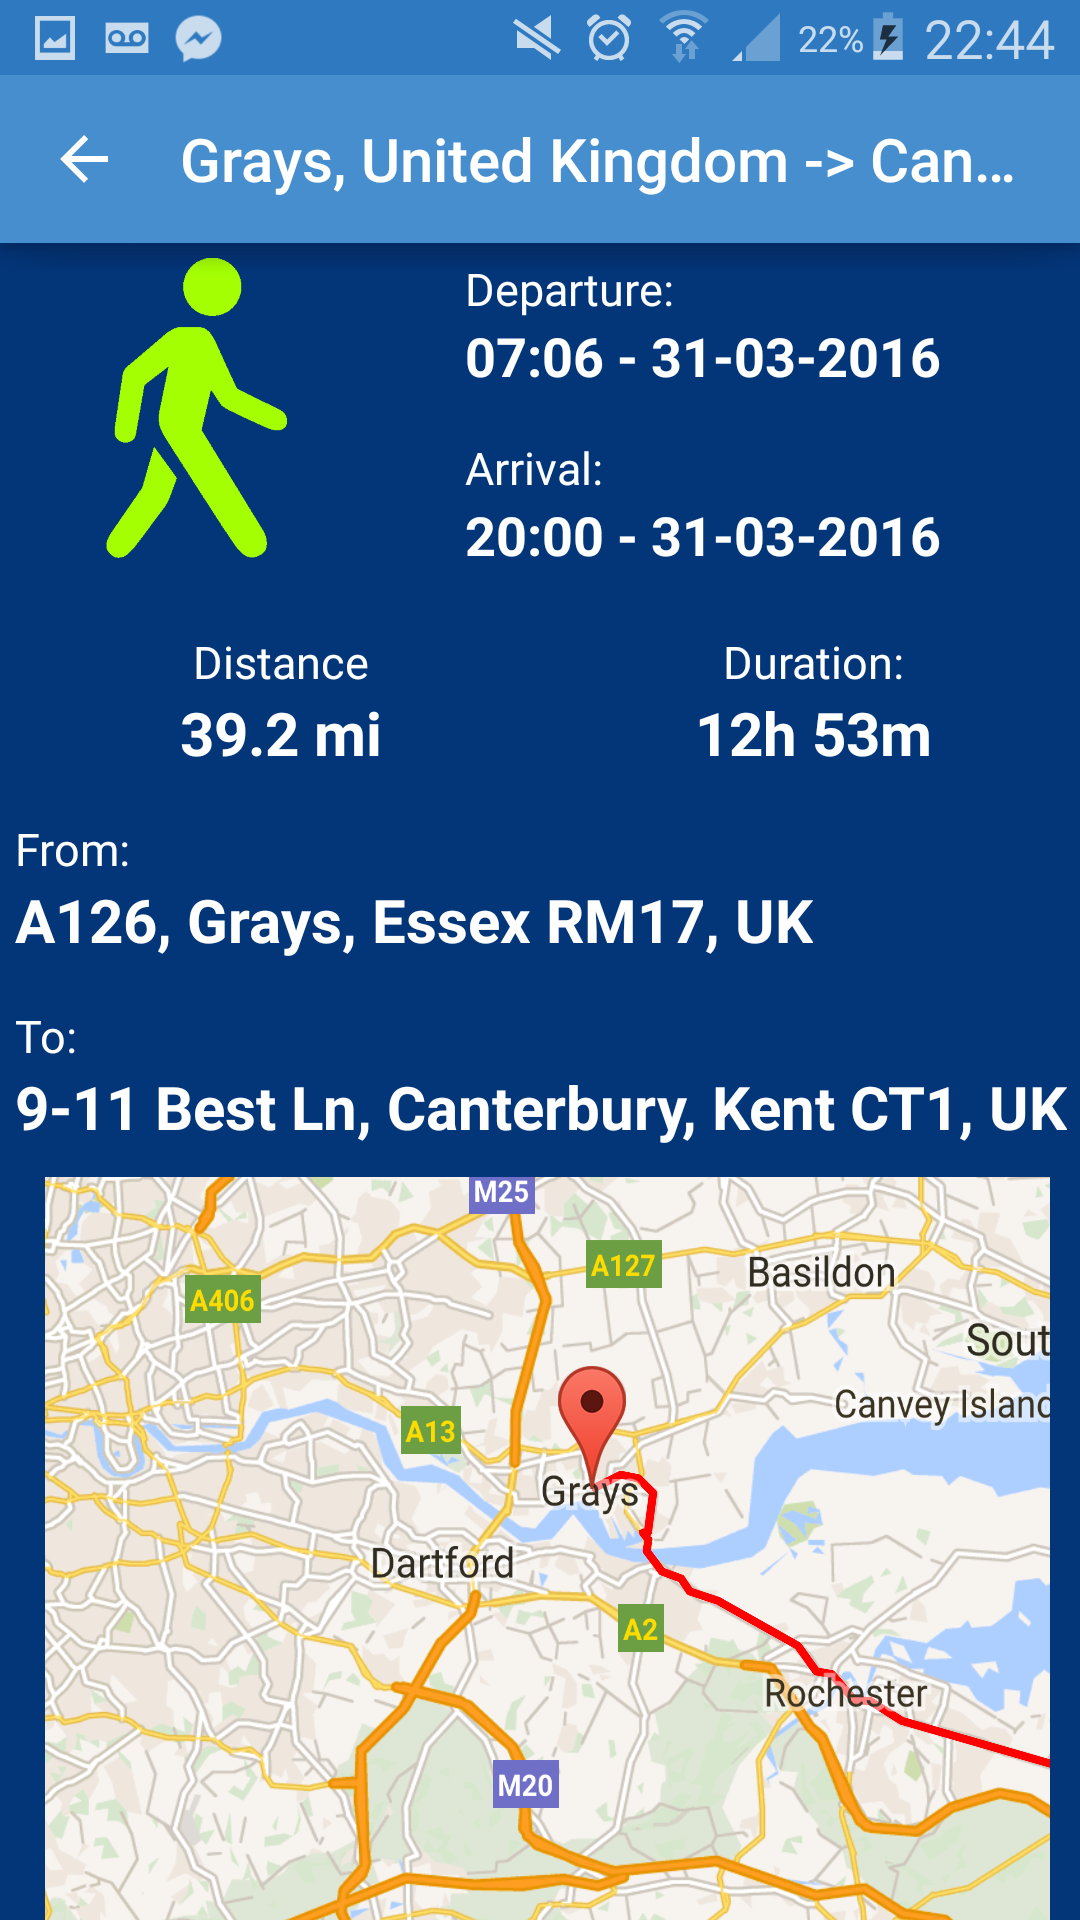 22% 22:44
Grays, United Kingdom -> Can...
Departure:
07:06 - 31-03-2016
Arrival:
20:00 - 31-03-2016
Distance
39.2 mi
Duration:
12h 53m
From:
A126, Grays, Essex RM17, UK
To:
9-11 Best Ln, Canterbury, Kent CT1, UK
M25
A127
Basildon
A406
Sout
Canvey Island
A13
Grays
Dartford
A2
Rochester
M20